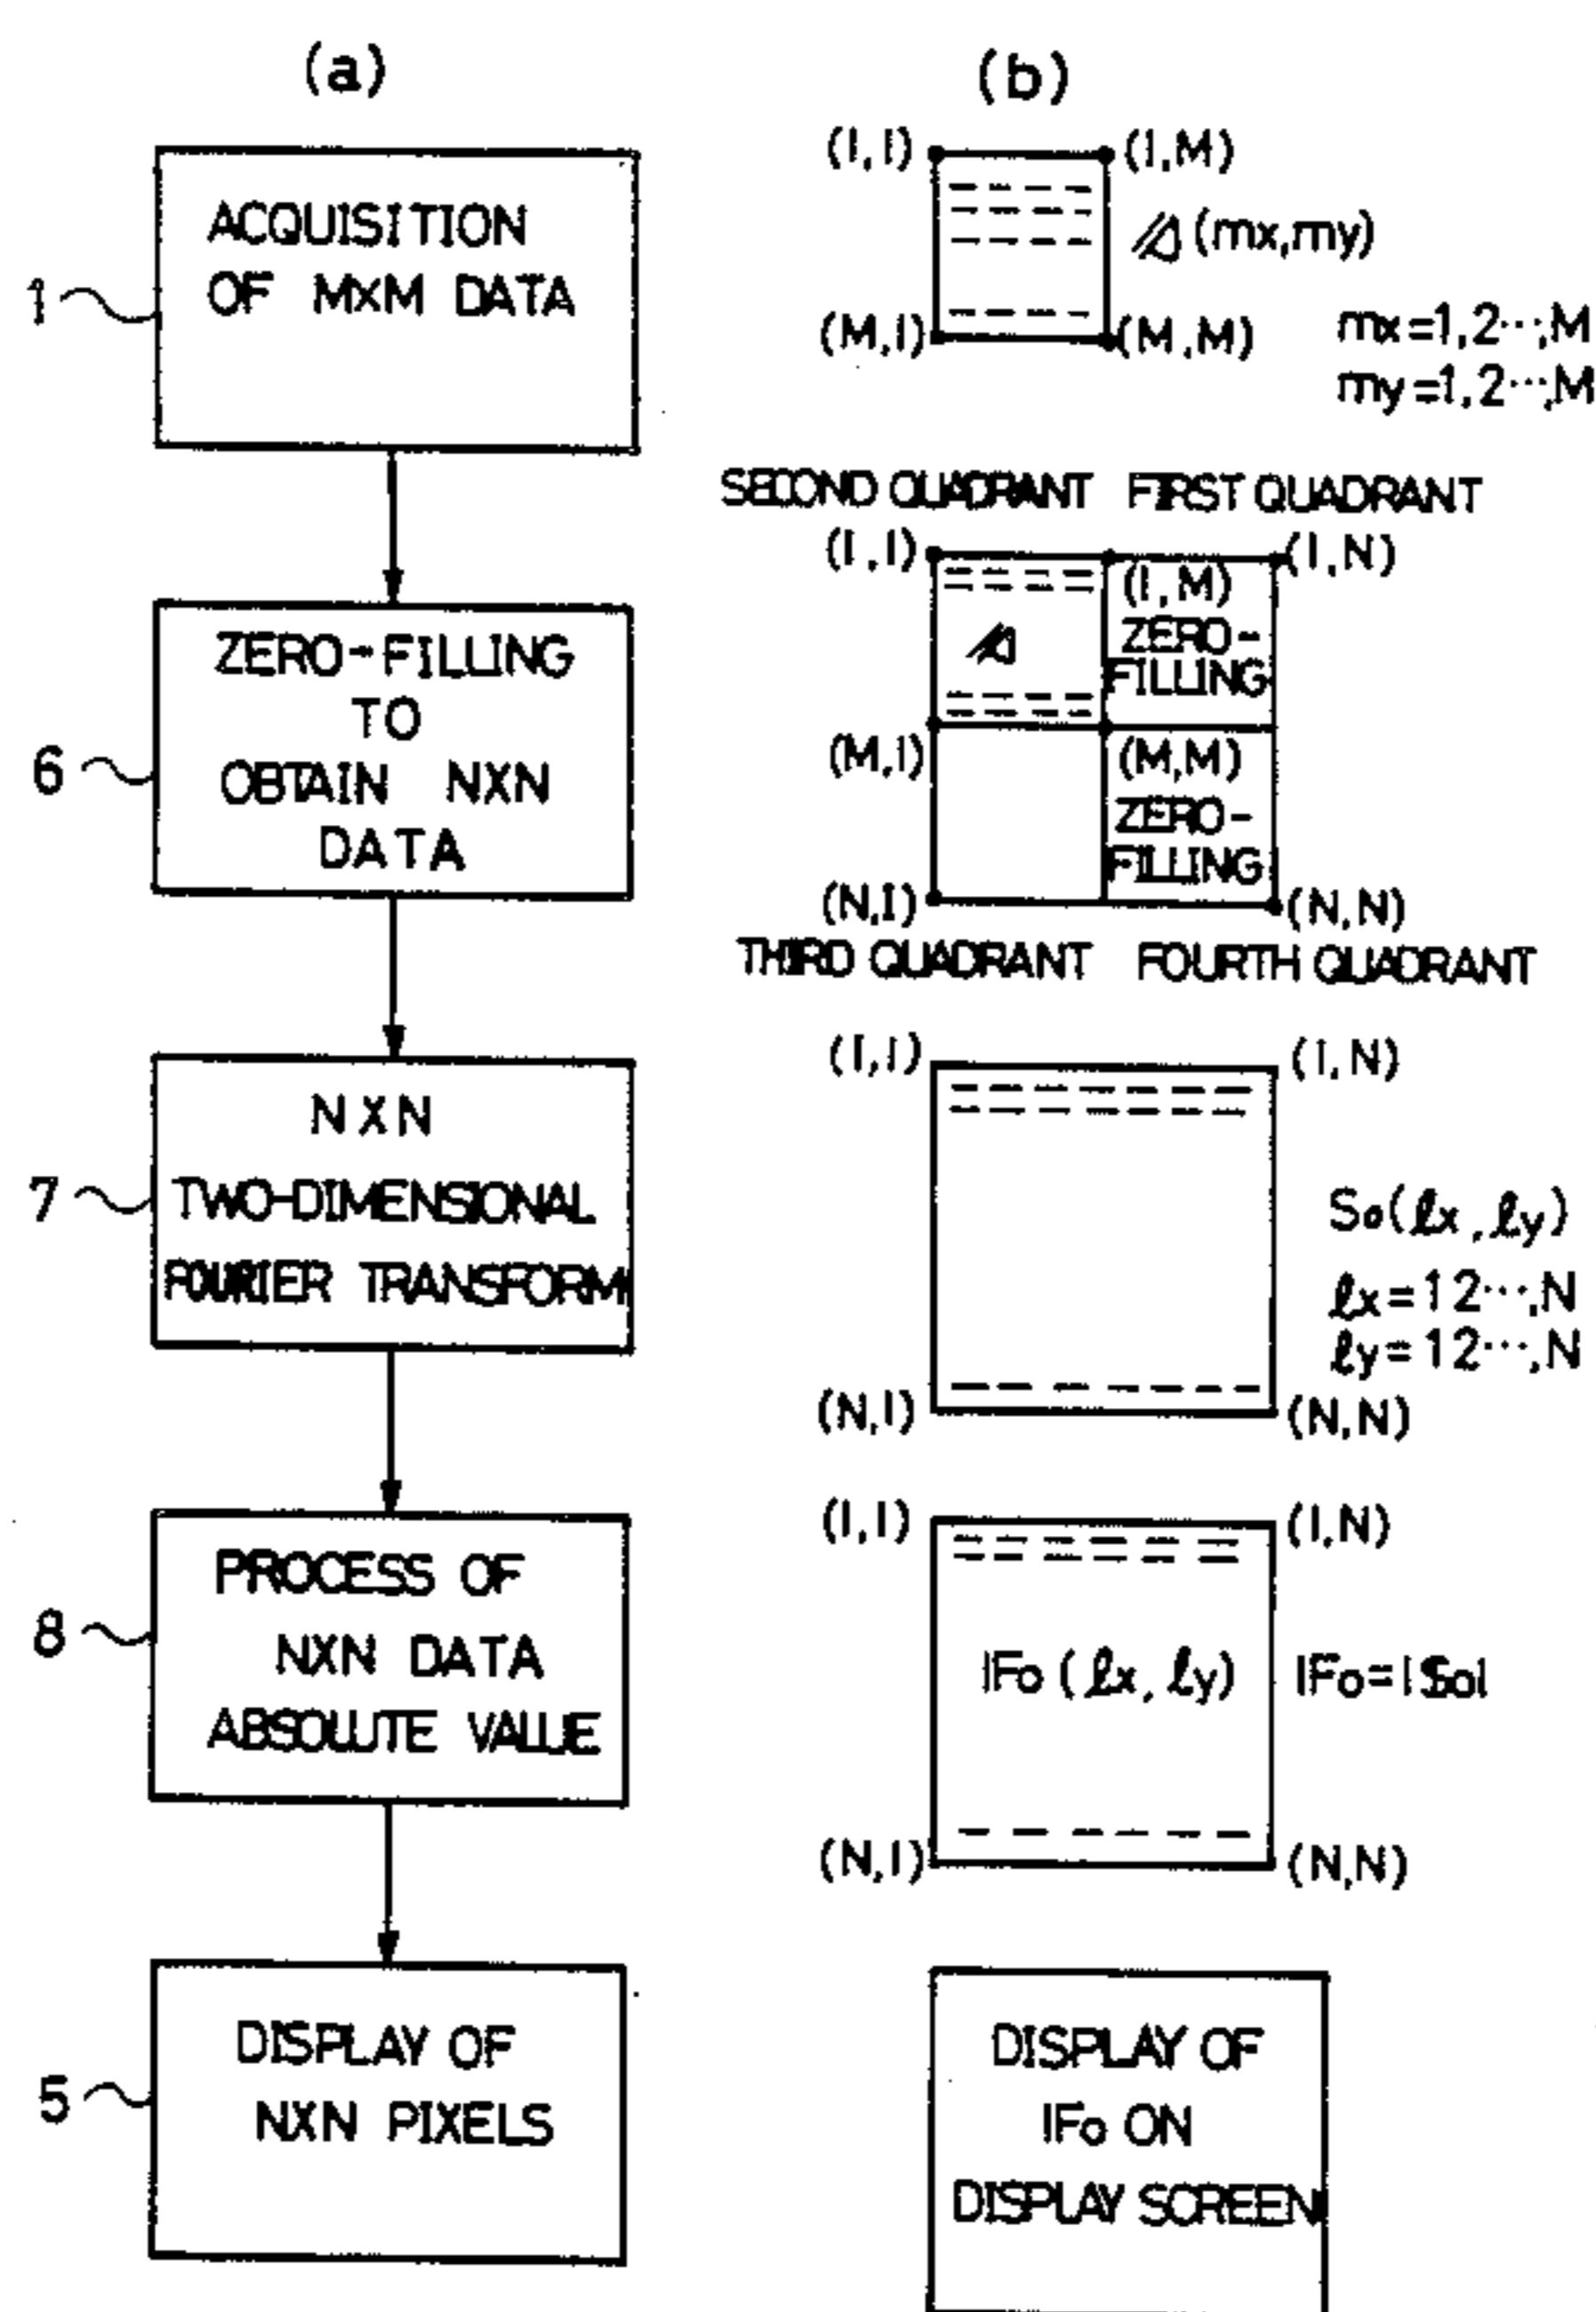 (a)
ACQUISITION
OF MXM DATA
1
ZERO-FILLING
TO
OBTAIN NXN
DATA
6
NXN
TWO-DIMENSIONAL
FOURIER TRANSFORM
7
PROCESS OF
NXN DATA
ABSOLUTE VALUE
8
DISPLAY OF
NXN PIXELS
5
(b)
(1,1) (1,M)
(mx,my)
(M,1) (M,M)
mx=1,2···,M
my=1,2···,M
SECOND QUADRANT FIRST QUADRANT
(1,1) (1,N)
(1,M)
ZERO-
FILLING
(M,1) (M,M)
ZERO-
FILLING
(N,1) (N,N)
THIRD QUADRANT FOURTH QUADRANT
(1,1) (1,N)
So(ℓx,ℓy)
ℓx=12···,N
ℓy=12···,N
(N,1) (N,N)
(1,1) (1,N)
IFo(ℓx,ℓy) IFo=|So|
(N,1) (N,N)
DISPLAY OF
IFo ON
DISPLAY SCREEN